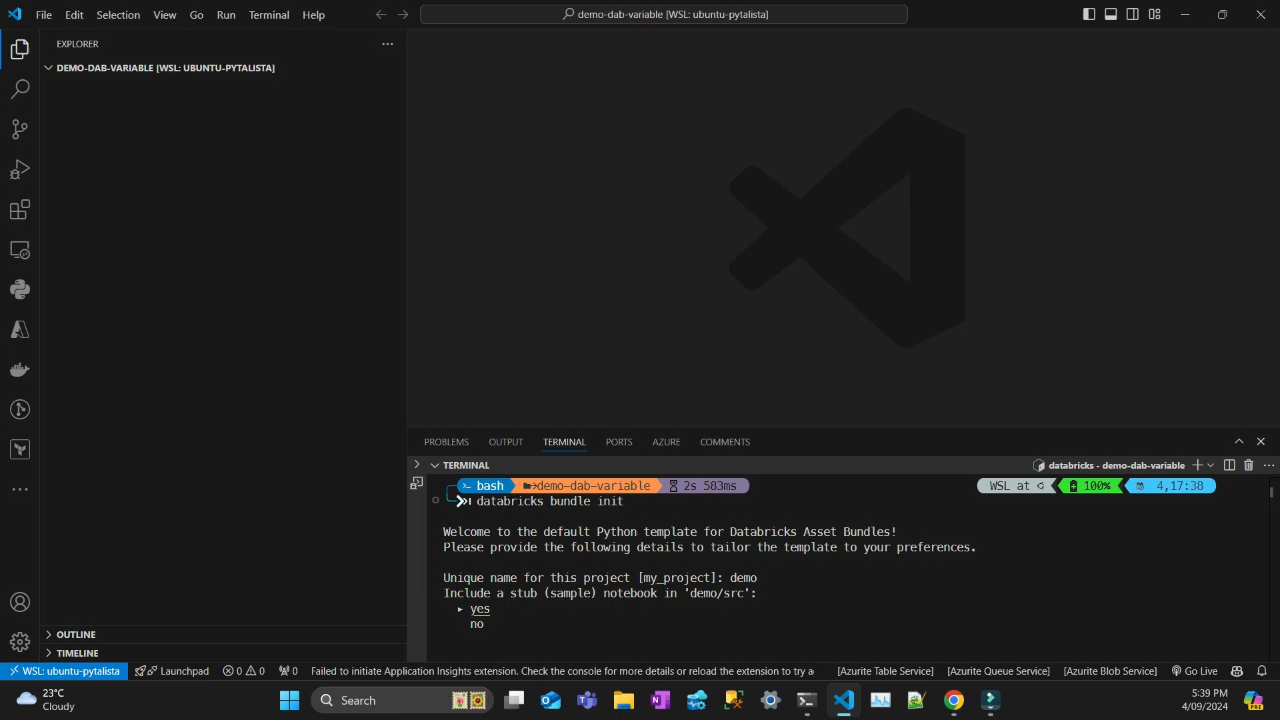 File Edit Selection View Go Run Terminal Help
demo-dab-variable [WSL: ubuntu-pytalista]
EXPLORER
DEMO-DAB-VARIABLE [WSL: UBUNTU-PYTALISTA]
PROBLEMS OUTPUT TERMINAL PORTS AZURE COMMENTS
TERMINAL
databricks - demo-dab-variable
bash demo-dab-variable 2s 583ms WSL at 100% 4,17:38
databricks bundle init
Welcome to the default Python template for Databricks Asset Bundles!
Please provide the following details to tailor the template to your preferences.
Unique name for this project [my_project]: demo
Include a stub (sample) notebook in 'demo/src':
▸ yes
no
OUTLINE
TIMELINE
WSL: ubuntu-pytalista Launchpad 0 0 0 Failed to initiate Application Insights extension. Check the console for more details or reload the extension to try a [Azurite Table Service] [Azurite Queue Service] [Azurite Blob Service] Go Live
23°C
Cloudy
Search
5:39 PM
4/09/2024
PRE